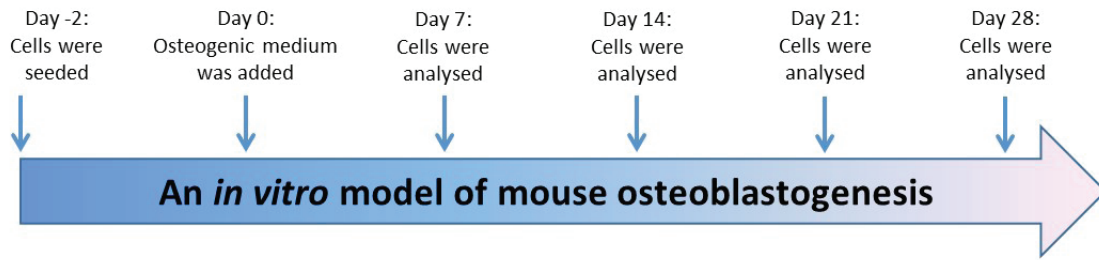 Day -2:
Cells were
seeded
Day 0:
Osteogenic medium
was added
Day 7:
Cells were
analysed
Day 14:
Cells were
analysed
Day 21:
Cells were
analysed
Day 28:
Cells were
analysed
An in vitro model of mouse osteoblastogenesis